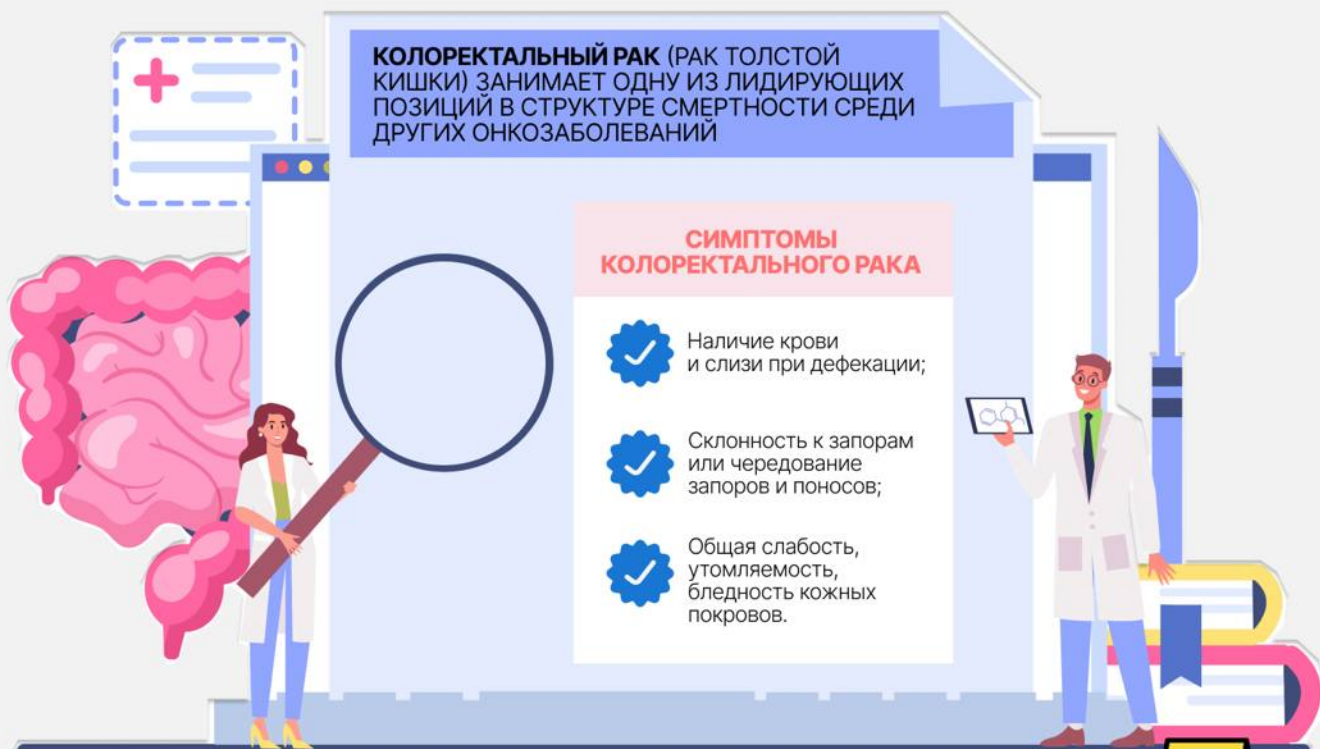 КОЛОРЕКТАЛЬНЫЙ РАК (РАК ТОЛСТОЙ
КИШКИ) ЗАНИМАЕТ ОДНУ ИЗ ЛИДИРУЮЩИХ
ПОЗИЦИЙ В СТРУКТУРЕ СМЕРТНОСТИ СРЕДИ
ДРУГИХ ОНКОЗАБОЛЕВАНИЙ
СИМПТОМЫ
КОЛОРЕКТАЛЬНОГО РАКА
Наличие крови
и слизи при дефекации;
Склонность к запорам
или чередование
запоров и поносов;
Общая слабость,
утомляемость,
бледность кожных
покровов.